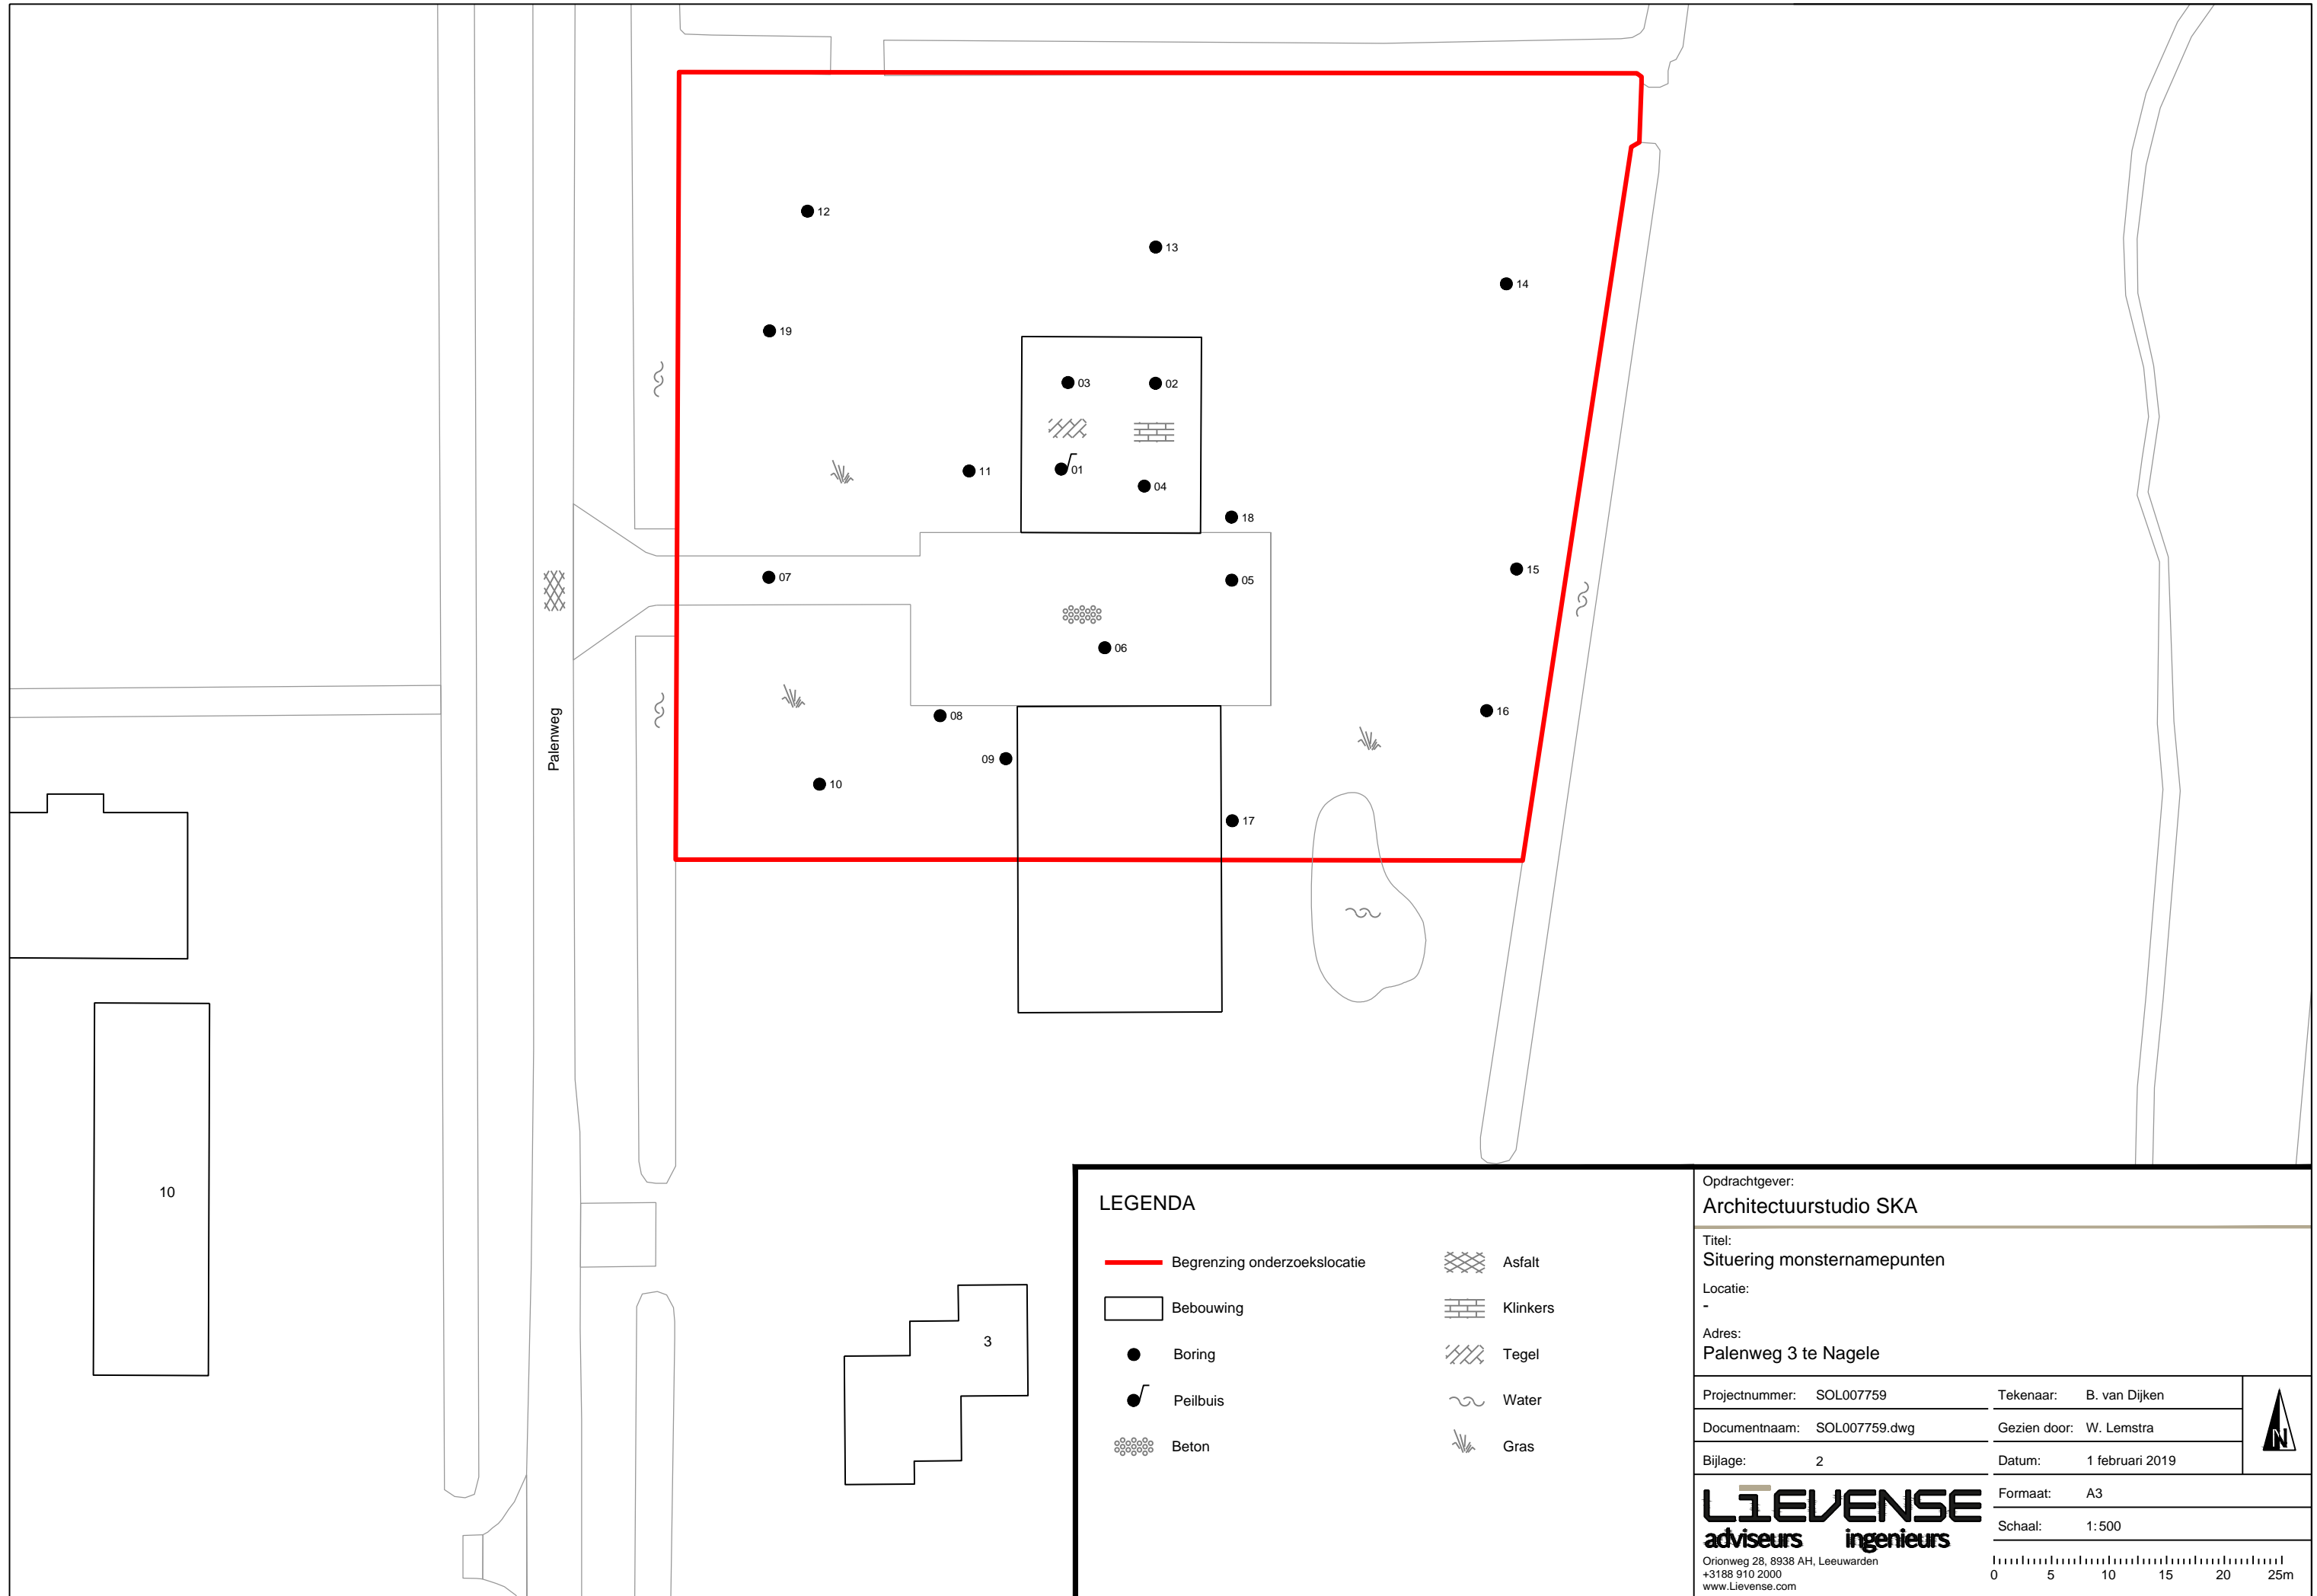 12
13
14
19
03
02
11
01
04
18
07
05
15
06
16
08
09
10
17
Palenweg
10
3
LEGENDA
Begrenzing onderzoekslocatie
Bebouwing
Boring
Peilbuis
Beton
Asfalt
Klinkers
Tegel
Water
Gras
Opdrachtgever:
Architectuurstudio SKA
Titel:
Situering monsternamepunten
Locatie:
-
Adres:
Palenweg 3 te Nagele
Projectnummer: SOL007759
Tekenaar: B. van Dijken
Documentnaam: SOL007759.dwg
Gezien door: W. Lemstra
Bijlage: 2
Datum: 1 februari 2019
N
Formaat: A3
Schaal: 1:500
LIEVENSE
adviseurs ingenieurs
Orionweg 28, 8938 AH, Leeuwarden
+3188 910 2000
www.Lievense.com
0 5 10 15 20 25m